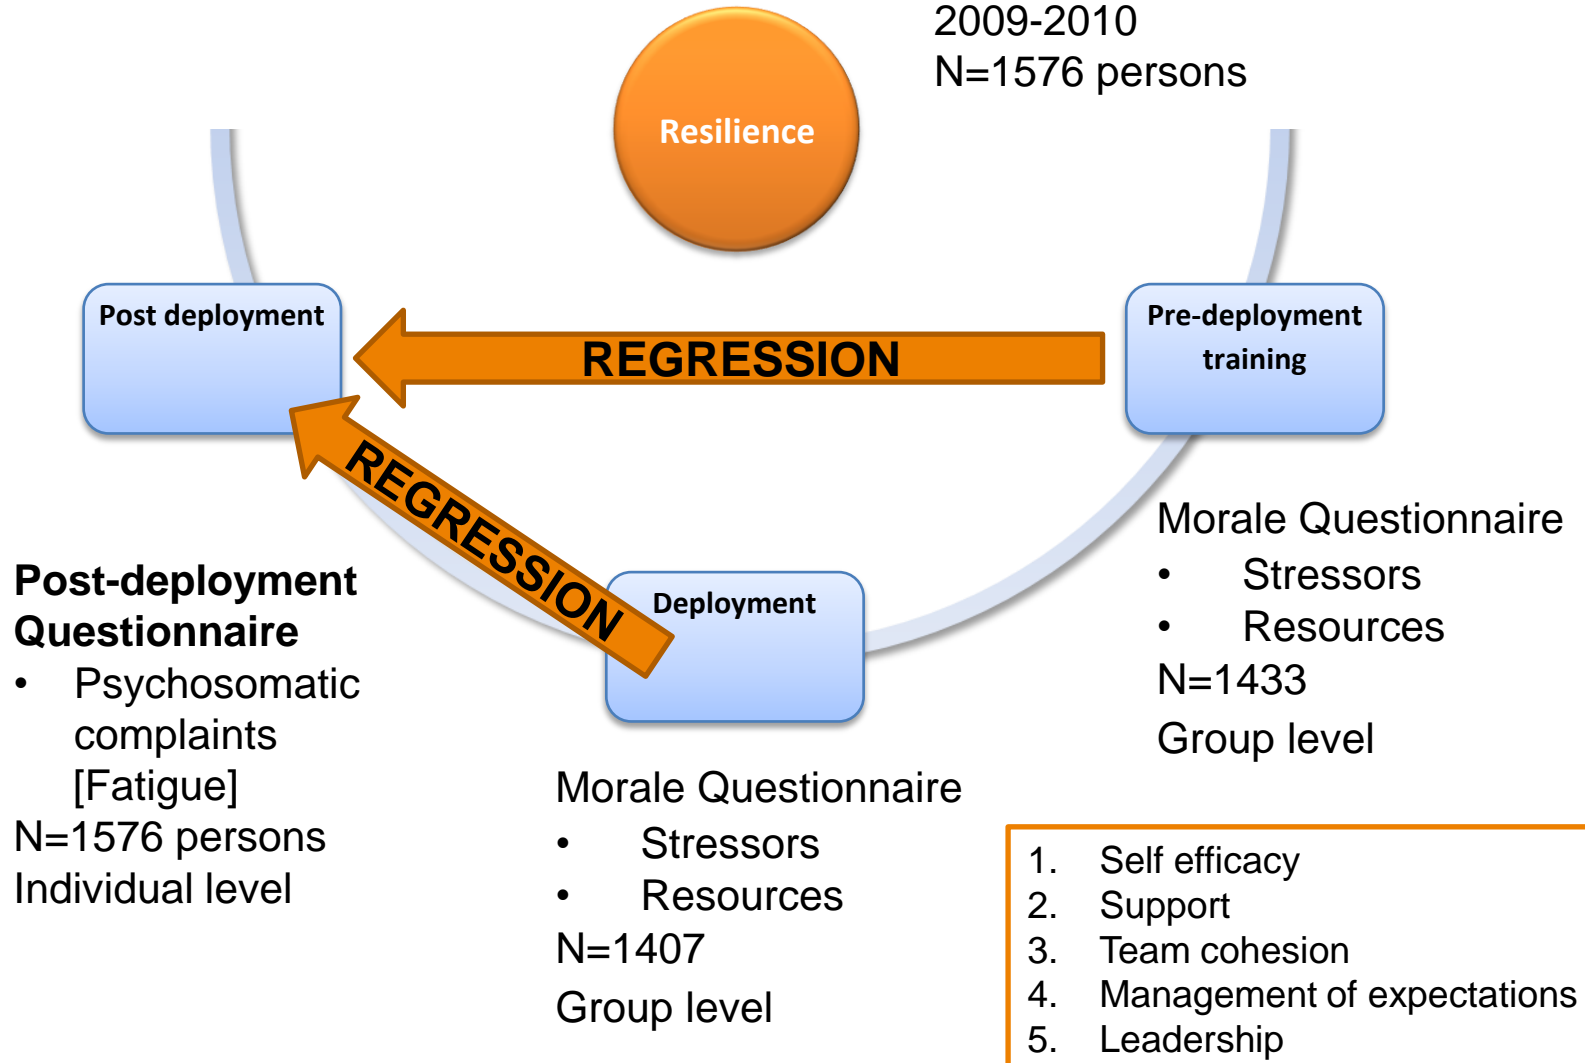 2009-2010
N=1576 persons
Resilience
Post deployment
REGRESSION
Pre-deployment
training
REGRESSION
Deployment
Post-deployment
Questionnaire
• Psychosomatic
complaints
[Fatigue]
N=1576 persons
Individual level
Morale Questionnaire
• Stressors
• Resources
N=1407
Group level
Morale Questionnaire
• Stressors
• Resources
N=1433
Group level
1. Self efficacy
2. Support
3. Team cohesion
4. Management of expectations
5. Leadership